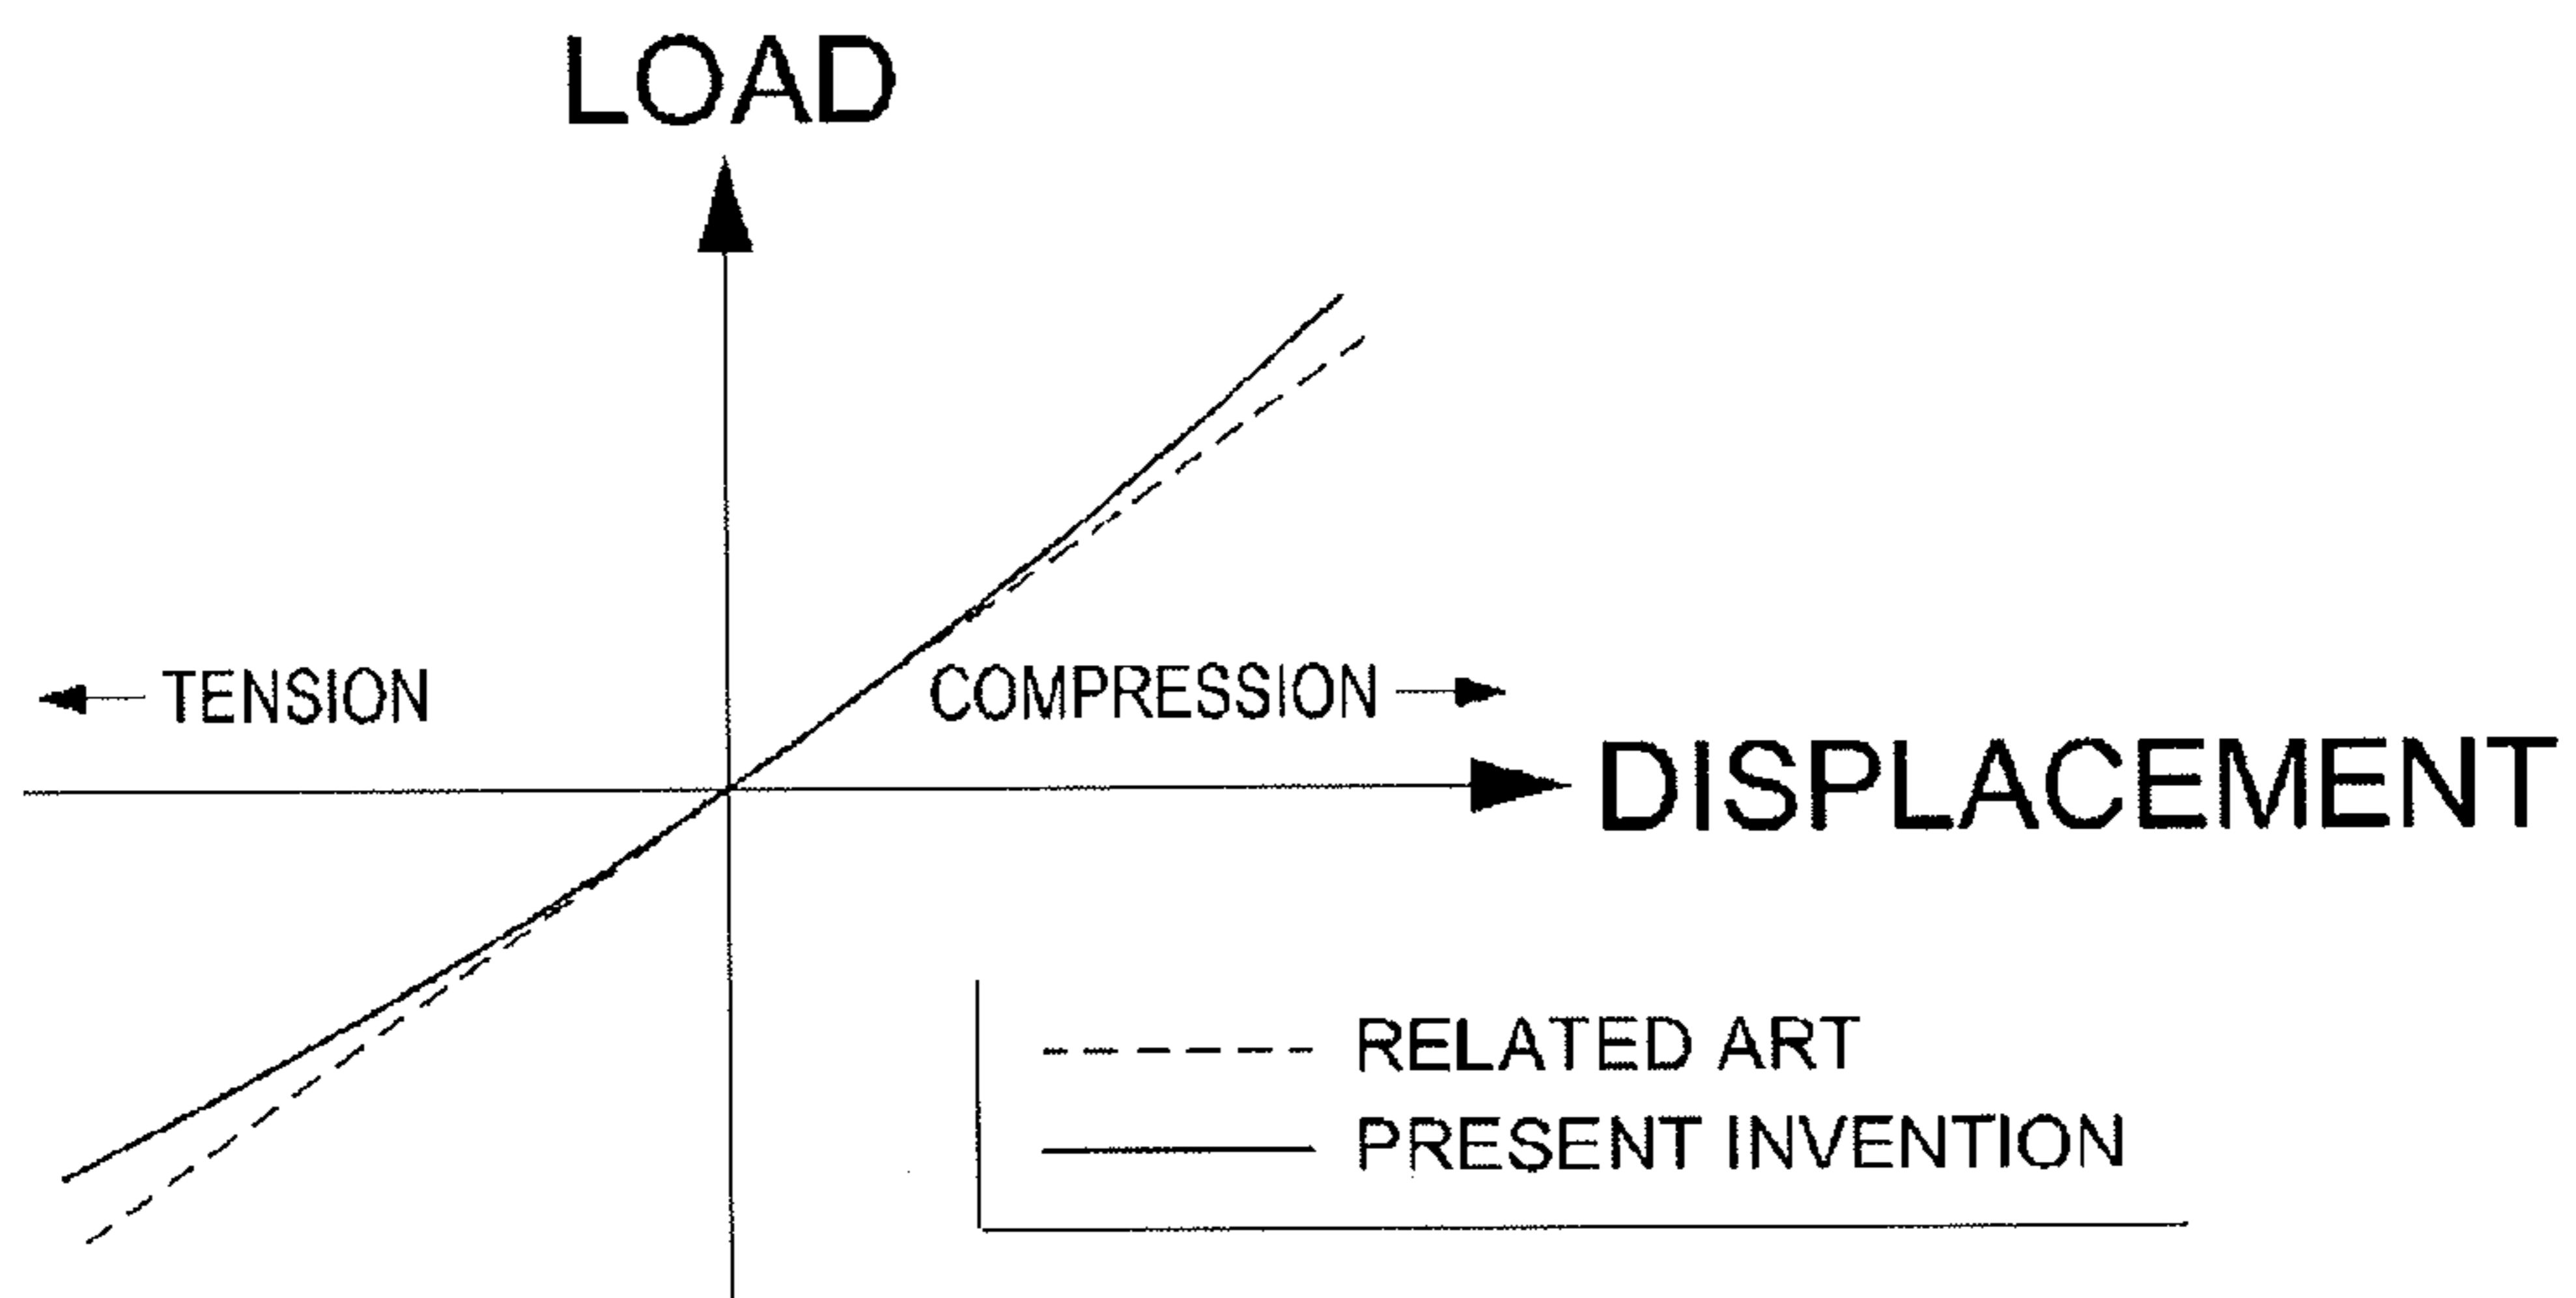 LOAD
TENSION
COMPRESSION
DISPLACEMENT
RELATED ART
PRESENT INVENTION